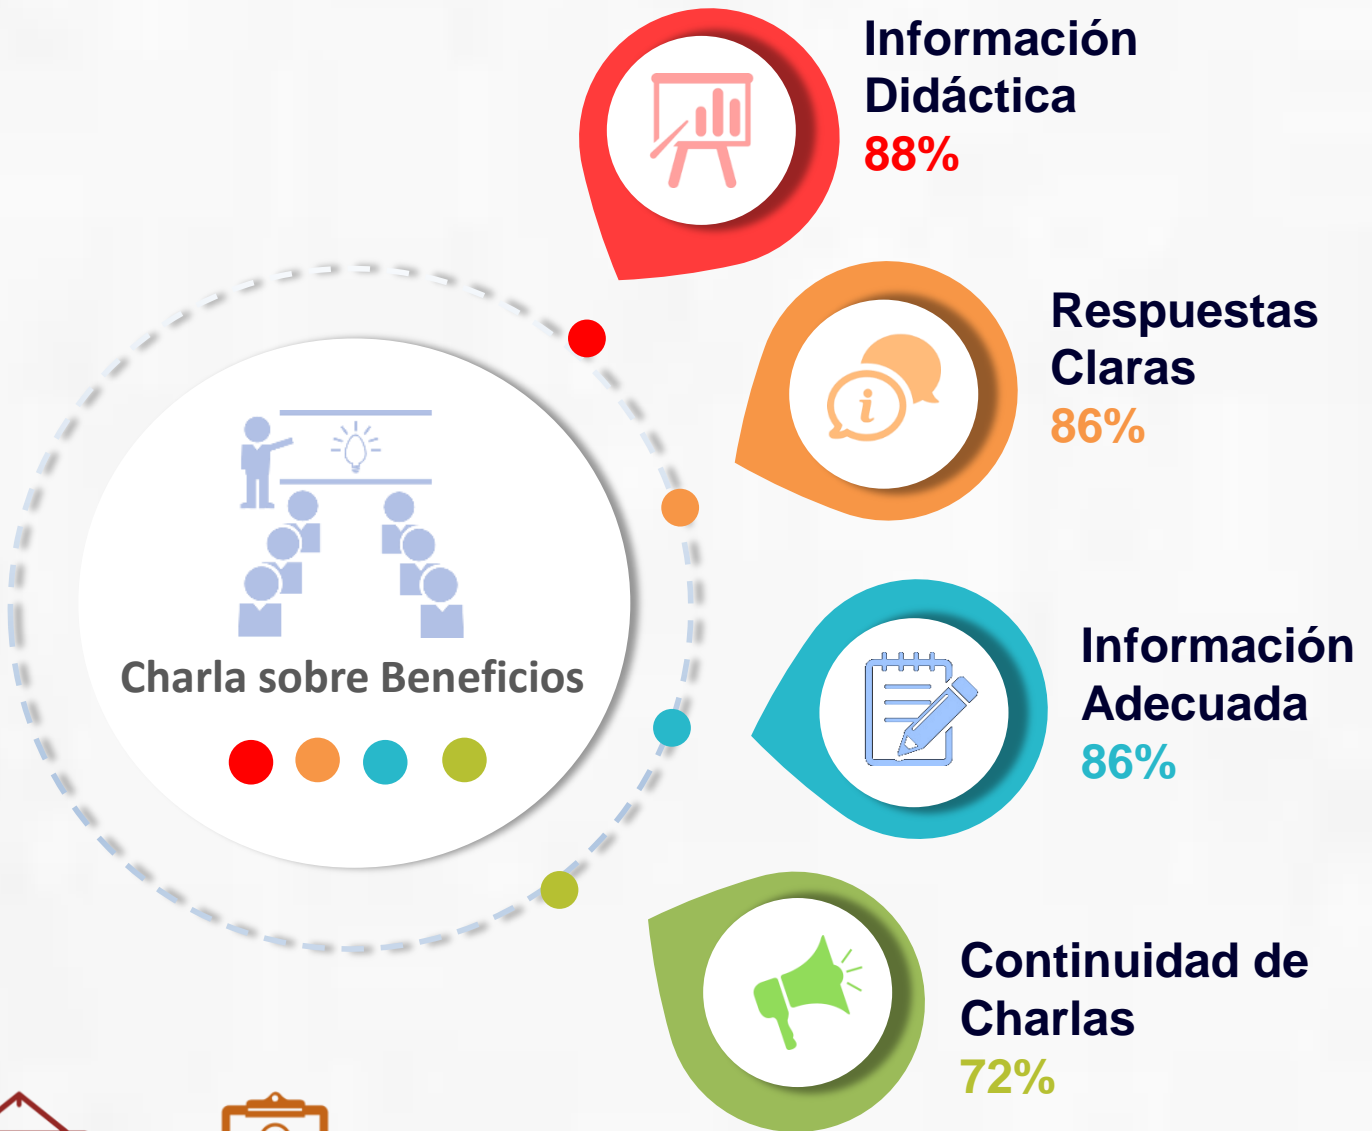 Información
Didáctica
88%
Respuestas
Claras
86%
Charla sobre Beneficios
Información
Adecuada
86%
Continuidad de
Charlas
72%